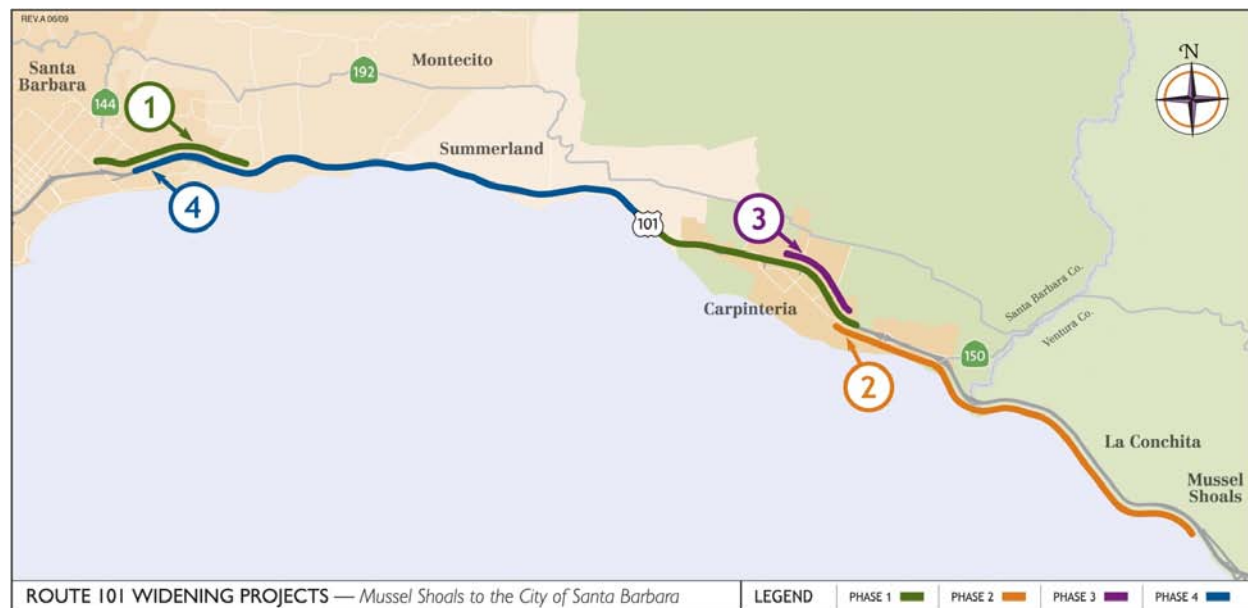 REV.A 06/09
Santa
Barbara
144
1
192
Montecito
N
Summerland
4
101
3
Carpinteria
Santa Barbara Co.
Ventura Co.
150
2
La Conchita
Mussel
Shoals
ROUTE 101 WIDENING PROJECTS — Mussel Shoals to the City of Santa Barbara
LEGEND PHASE 1 PHASE 2 PHASE 3 PHASE 4